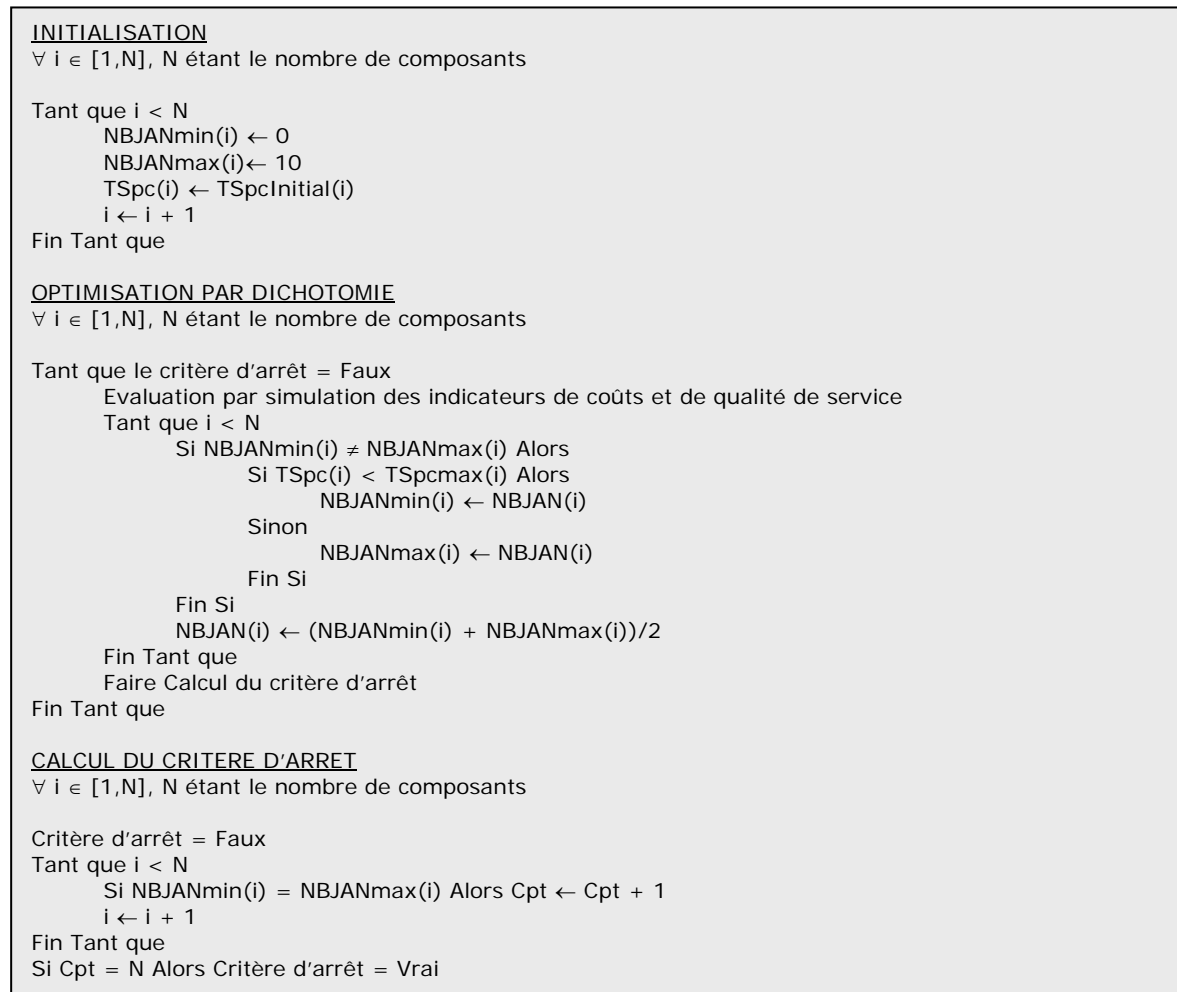 INITIALISATION
∀ i ∈ [1,N], N étant le nombre de composants
Tant que i < N
NBJANmin(i) ← 0
NBJANmax(i)← 10
TSpc(i) ← TSpcInitial(i)
i ← i + 1
Fin Tant que
OPTIMISATION PAR DICHOTOMIE
∀ i ∈ [1,N], N étant le nombre de composants
Tant que le critère d'arrêt = Faux
Evaluation par simulation des indicateurs de coûts et de qualité de service
Tant que i < N
Si NBJANmin(i) ≠ NBJANmax(i) Alors
Si TSpc(i) < TSpcmax(i) Alors
NBJANmin(i) ← NBJAN(i)
Sinon
NBJANmax(i) ← NBJAN(i)
Fin Si
Fin Si
NBJAN(i) ← (NBJANmin(i) + NBJANmax(i))/2
Fin Tant que
Faire Calcul du critère d'arrêt
Fin Tant que
CALCUL DU CRITERE D'ARRET
∀ i ∈ [1,N], N étant le nombre de composants
Critère d'arrêt = Faux
Tant que i < N
Si NBJANmin(i) = NBJANmax(i) Alors Cpt ← Cpt + 1
i ← i + 1
Fin Tant que
Si Cpt = N Alors Critère d'arrêt = Vrai